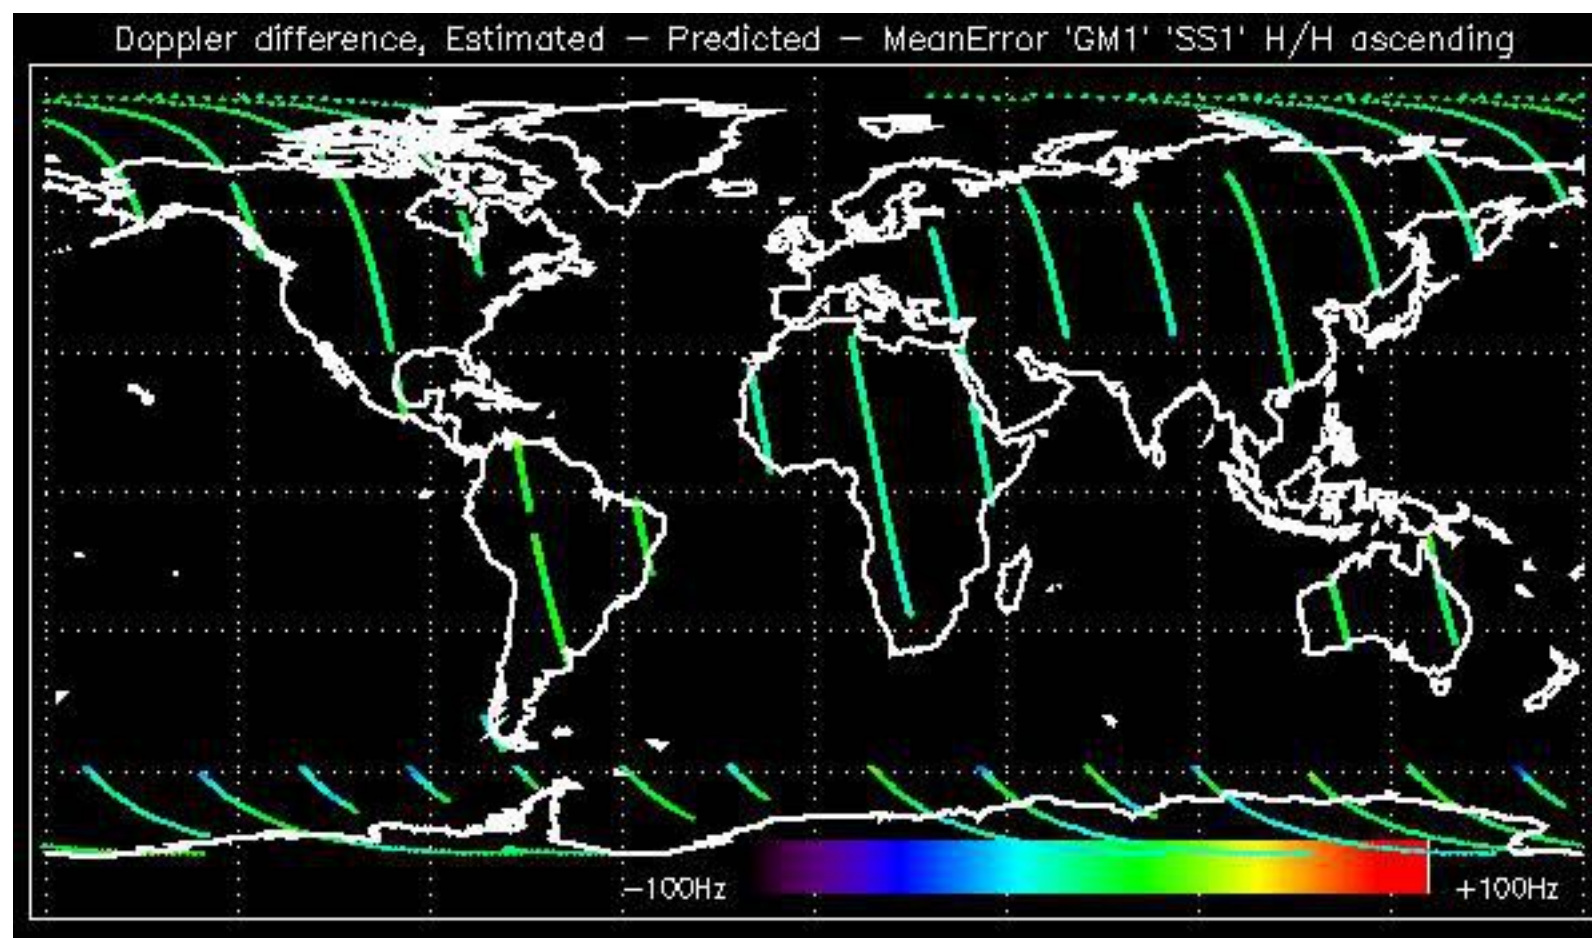 Doppler difference, Estimated – Predicted – MeanError 'GM1' 'SS1' H/H ascending
–100Hz +100Hz